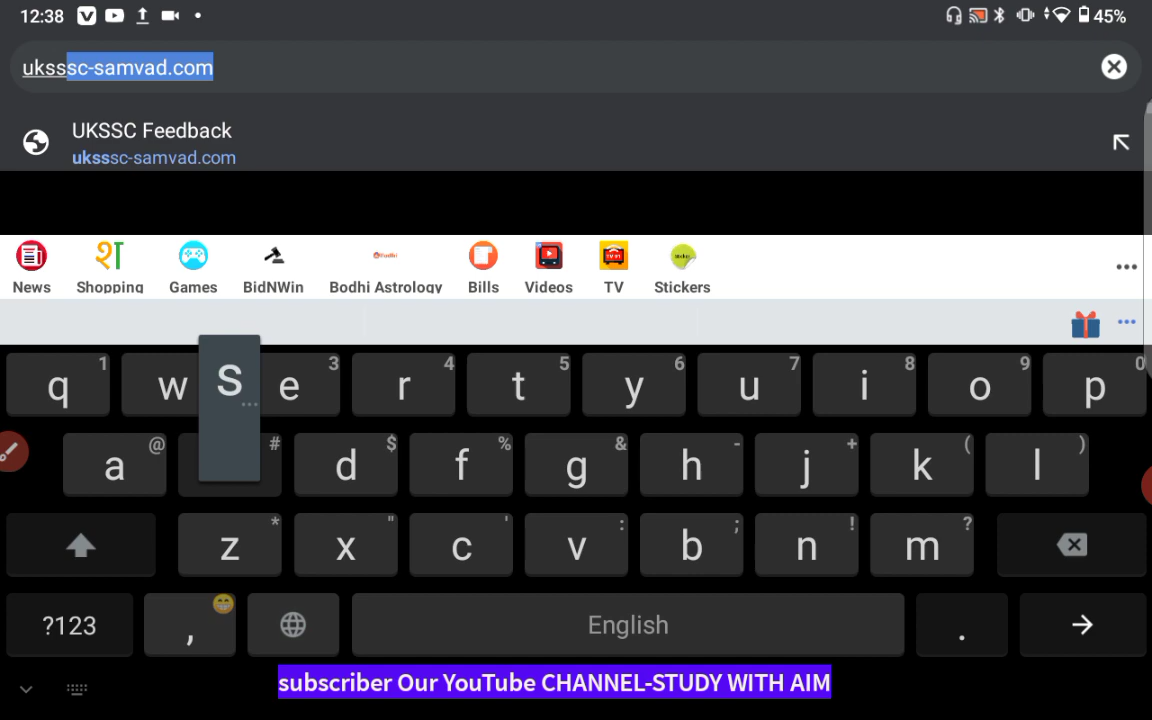 12:38 45%
uksssc-samvad.com
UKSSC Feedback
uksssc-samvad.com
News Shopping Games BidNWin Bodhi Astrology Bills Videos TV Stickers
q 1 w e 3 r 4 t 5 y 6 u 7 i 8 o 9 p 0
S
a @ # d $ f % g & h - j + k ( l )
z * x " c ' v : b ; n ! m ?
?123 , English .
subscriber Our YouTube CHANNEL-STUDY WITH AIM